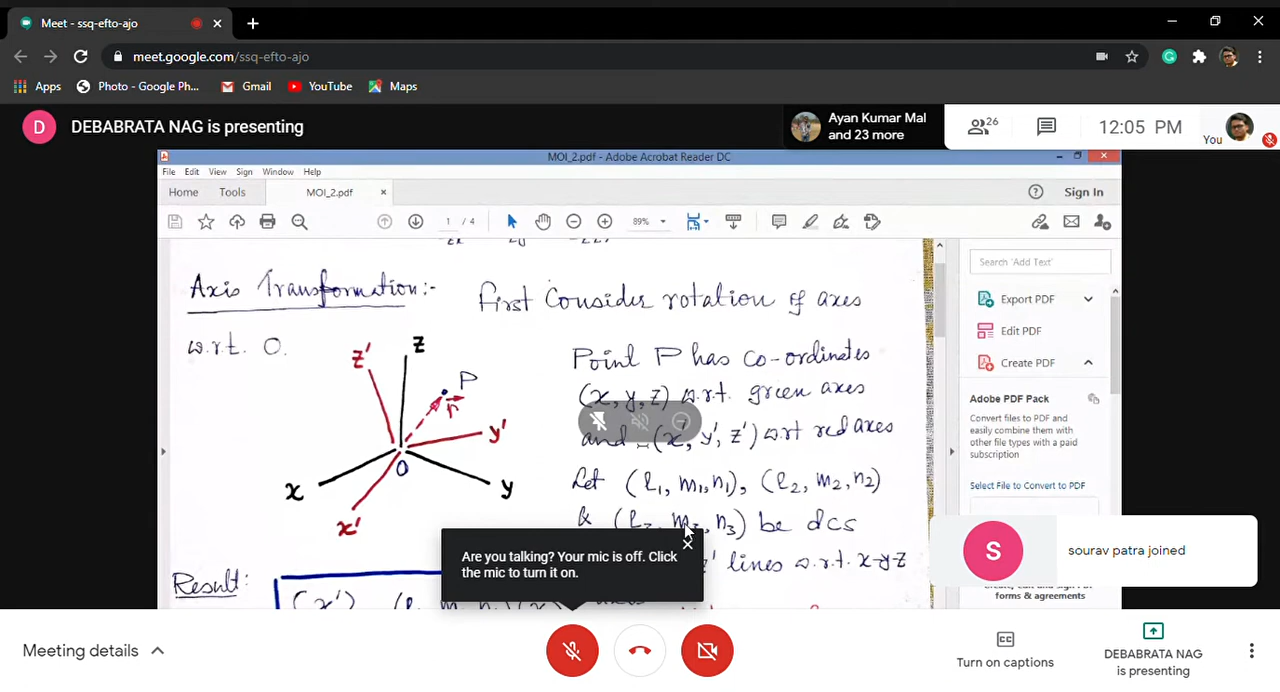 Meet - ssq-efto-ajo
meet.google.com/ssq-efto-ajo
Apps
Photo - Google Ph...
Gmail
YouTube
Maps
D
DEBABRATA NAG is presenting
Ayan Kumar Mal
and 23 more
26
12:05 PM
You
MOI_2.pdf - Adobe Acrobat Reader DC
File Edit View Sign Window Help
Home Tools MOI_2.pdf
Sign In
1 / 4
89%
Axis Transformation:- First Consider rotation of axes
w.r.t. O.
z' z
P
r
y'
O
x y
x'
Point P has co-ordinates
(x, y, z) w.r.t. green axes
and (x', y', z') wrt red axes
Let (l₁, m₁, n₁), (l₂, m₂, n₂)
& (l₃, m₃, n₃) be dcs
z' lines w.r.t. x-y-z
Result:
Search 'Add Text'
Export PDF
Edit PDF
Create PDF
Adobe PDF Pack
Convert files to PDF and
easily combine them with
other file types with a paid
subscription
Select File to Convert to PDF
forms & agreements
S
sourav patra joined
Are you talking? Your mic is off. Click
the mic to turn it on.
Meeting details
Turn on captions
DEBABRATA NAG
is presenting